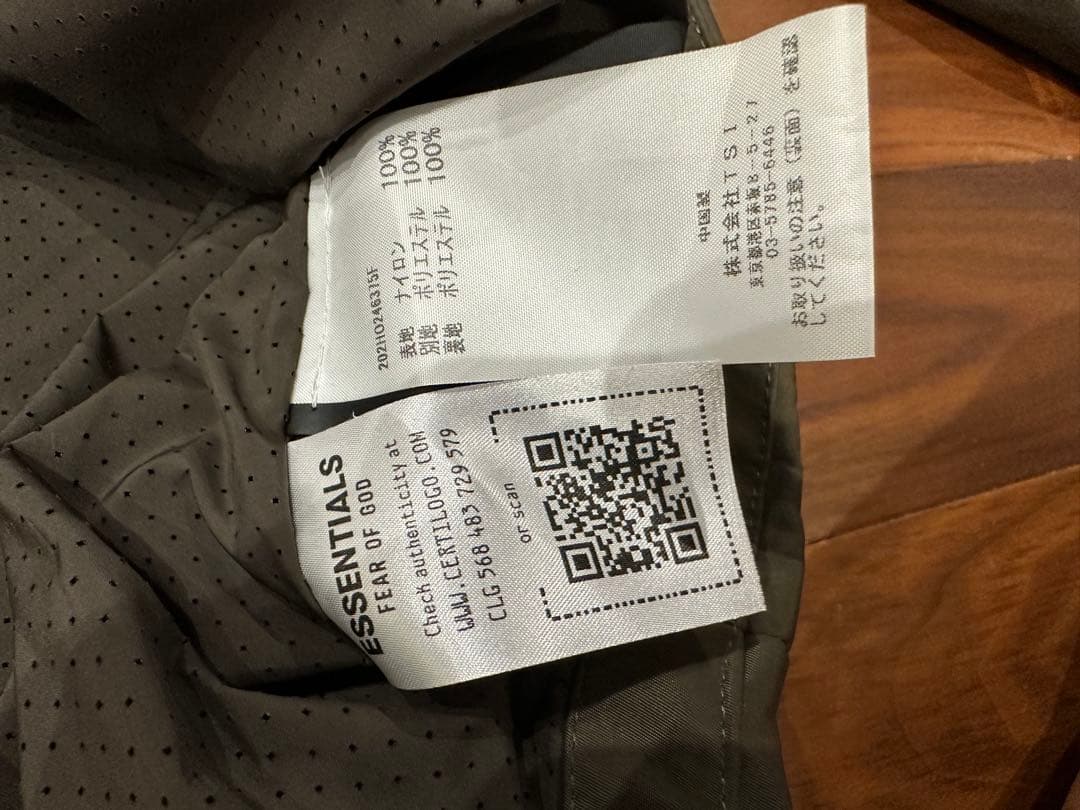 202HO246315F
表地 ナイロン 100%
別地 ポリエステル 100%
裏地 ポリエステル 100%
中国製
株式会社TSI
東京都港区赤坂8-5-27
03-5785-6446
お取り扱いの注意(裏面)を確認
してください。
ESSENTIALS
FEAR OF GOD
Check authenticity at
WWW.CERTILOGO.COM
CLG 568 483 729 579
or scan